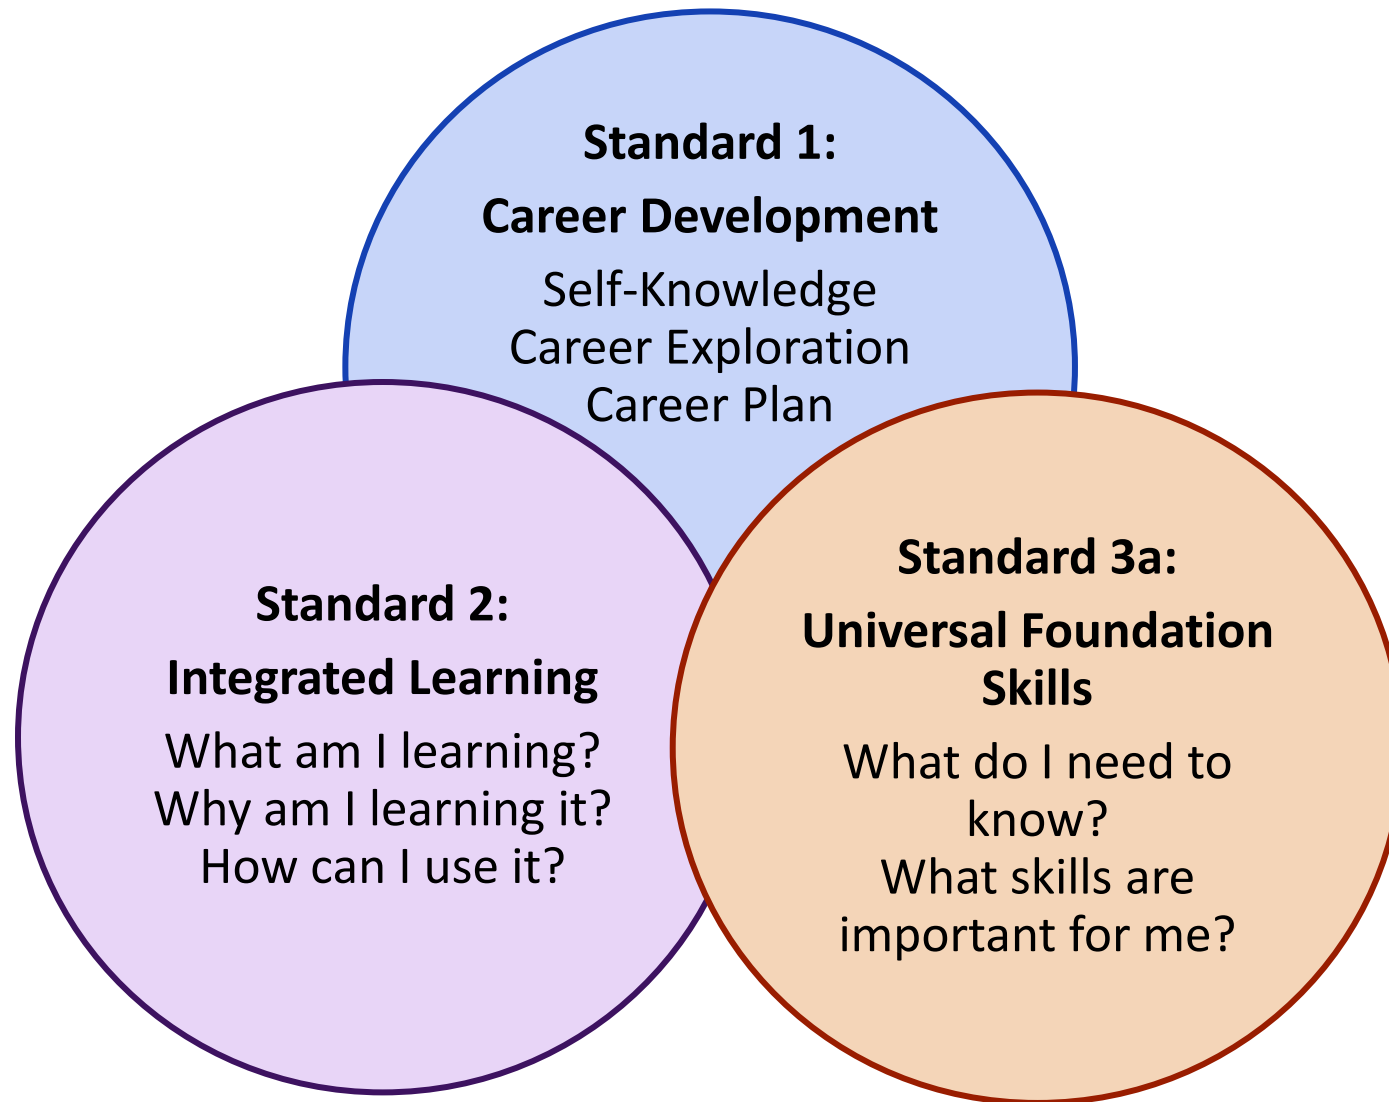 Standard 1:
Career Development
Self-Knowledge
Career Exploration
Career Plan
Standard 2:
Integrated Learning
What am I learning?
Why am I learning it?
How can I use it?
Standard 3a:
Universal Foundation
Skills
What do I need to
know?
What skills are
important for me?